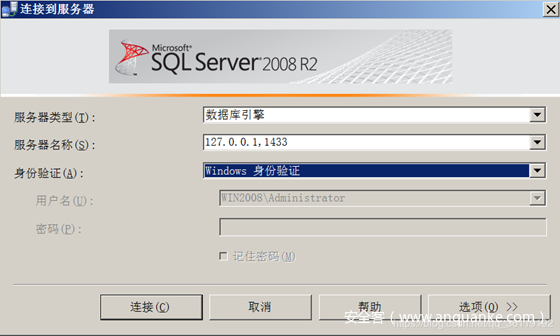 连接到服务器
Microsoft
SQL Server 2008 R2
服务器类型(T):
数据库引擎
服务器名称(S):
127.0.0.1,1433
身份验证(A):
Windows 身份验证
用户名(U):
WIN2008\Administrator
密码(P):
记住密码(M)
连接(C)
取消
帮助
选项(O) >>
安全客（www.anquanke.com）